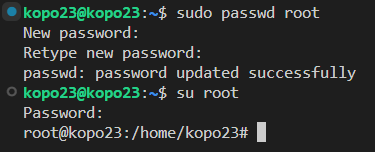 kopo23@kopo23:~$ sudo passwd root
New password:
Retype new password:
passwd: password updated successfully
kopo23@kopo23:~$ su root
Password:
root@kopo23:/home/kopo23#